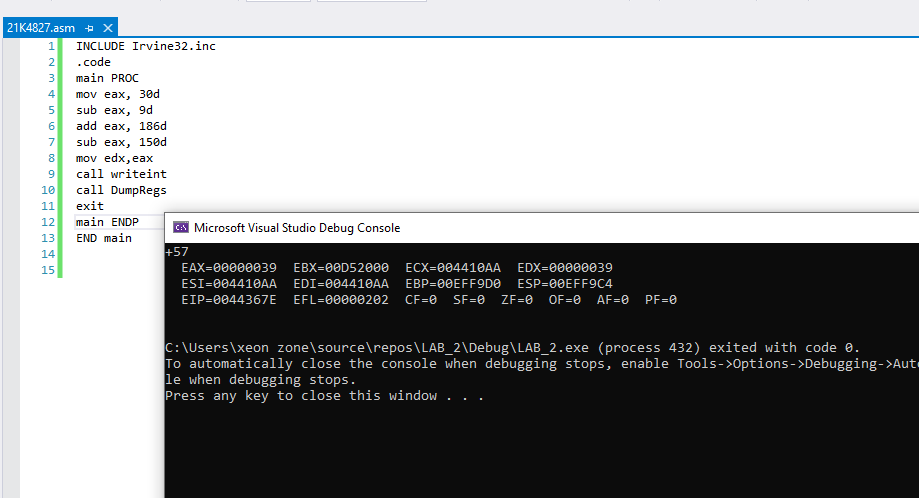 21K4827.asm
1 INCLUDE Irvine32.inc
2 .code
3 main PROC
4 mov eax, 30d
5 sub eax, 9d
6 add eax, 186d
7 sub eax, 150d
8 mov edx,eax
9 call writeint
10 call DumpRegs
11 exit
12 main ENDP
13 END main
14
15
Microsoft Visual Studio Debug Console
+57
EAX=00000039 EBX=00D52000 ECX=004410AA EDX=00000039
ESI=004410AA EDI=004410AA EBP=00EFF9D0 ESP=00EFF9C4
EIP=0044367E EFL=00000202 CF=0 SF=0 ZF=0 OF=0 AF=0 PF=0
C:\Users\xeon zone\source\repos\LAB_2\Debug\LAB_2.exe (process 432) exited with code 0.
To automatically close the console when debugging stops, enable Tools->Options->Debugging->Aut
le when debugging stops.
Press any key to close this window . . .